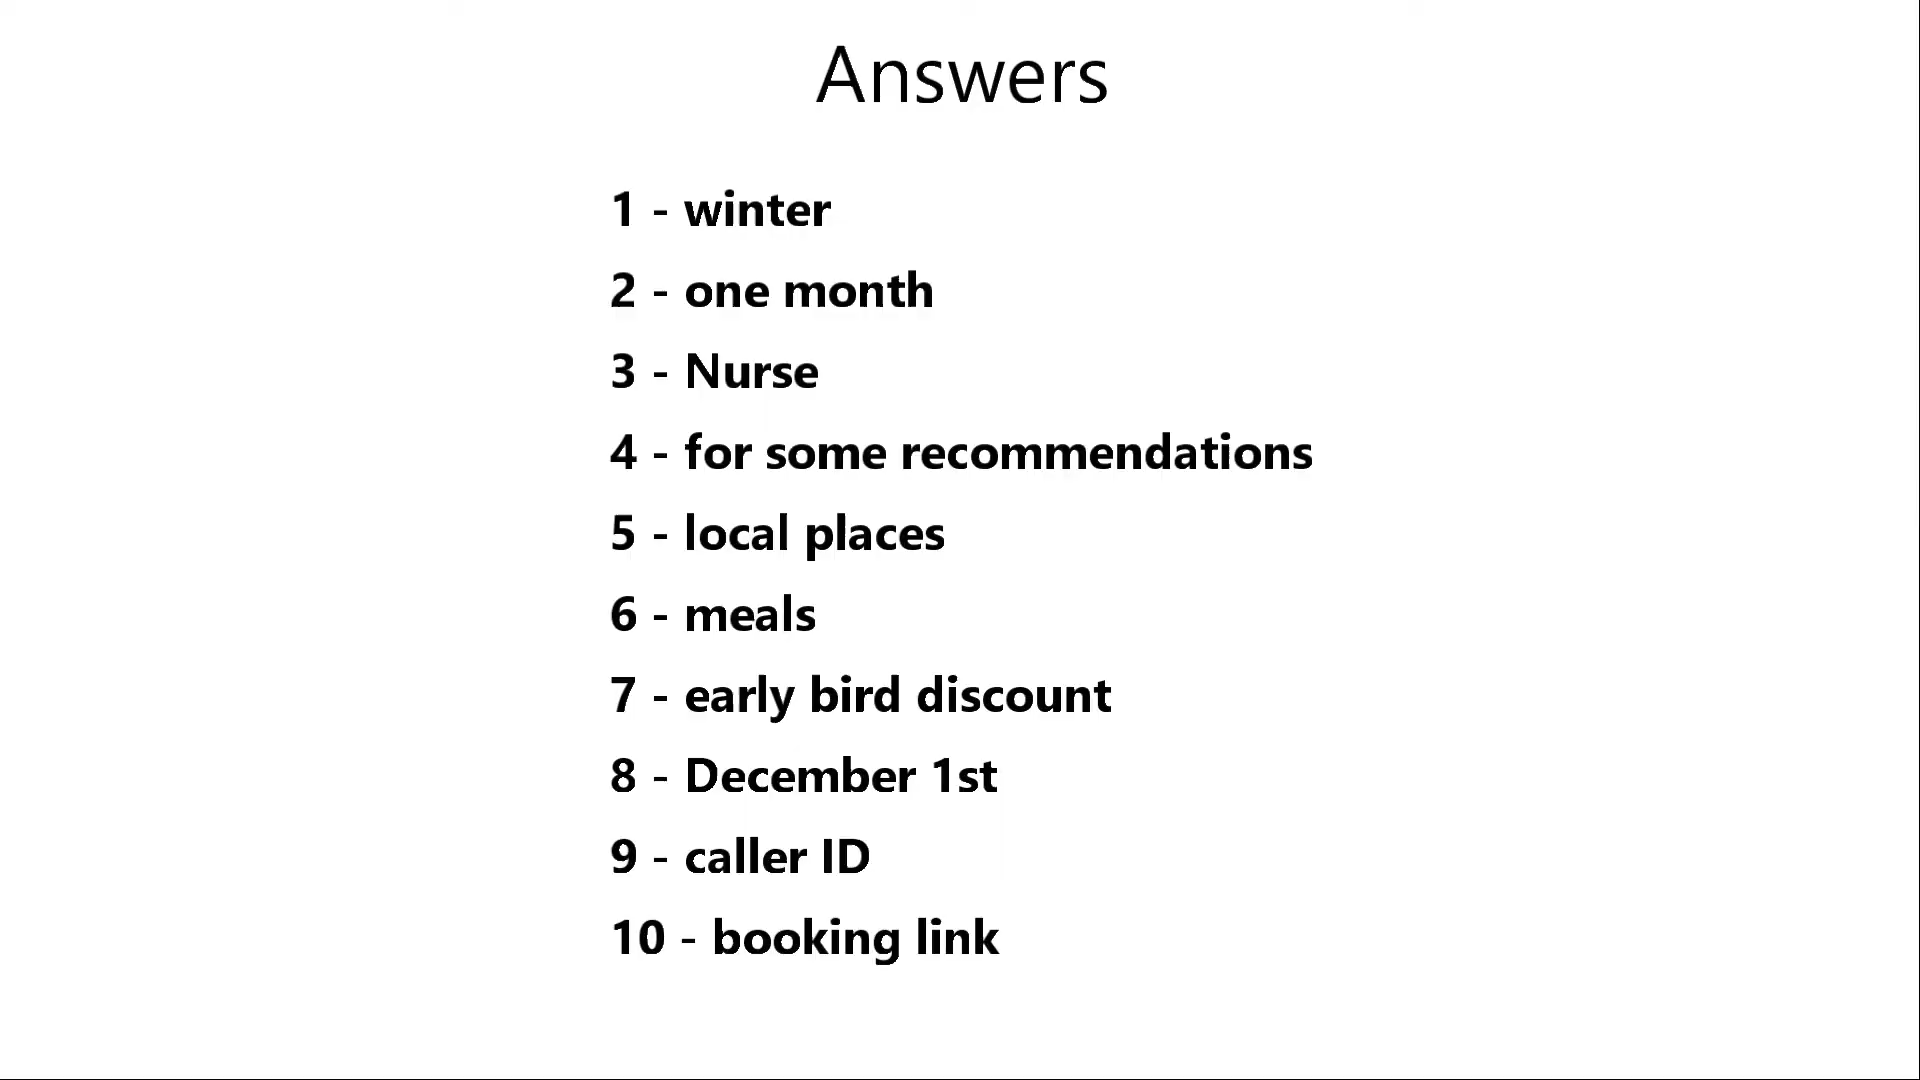 Answers
1 - winter
2 - one month
3 - Nurse
4 - for some recommendations
5 - local places
6 - meals
7 - early bird discount
8 - December 1st
9 - caller ID
10 - booking link